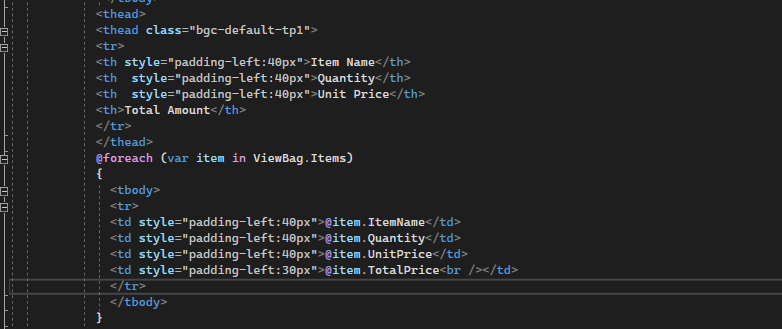 </tbody>
<thead>
<thead class="bgc-default-tp1">
<tr>
<th style="padding-left:40px">Item Name</th>
<th  style="padding-left:40px">Quantity</th>
<th  style="padding-left:40px">Unit Price</th>
<th>Total Amount</th>
</tr>
</thead>
@foreach (var item in ViewBag.Items)
{
<tbody>
<tr>
<td style="padding-left:40px">@item.ItemName</td>
<td style="padding-left:40px">@item.Quantity</td>
<td style="padding-left:40px">@item.UnitPrice</td>
<td style="padding-left:30px">@item.TotalPrice<br /></td>
</tr>
</tbody>
}